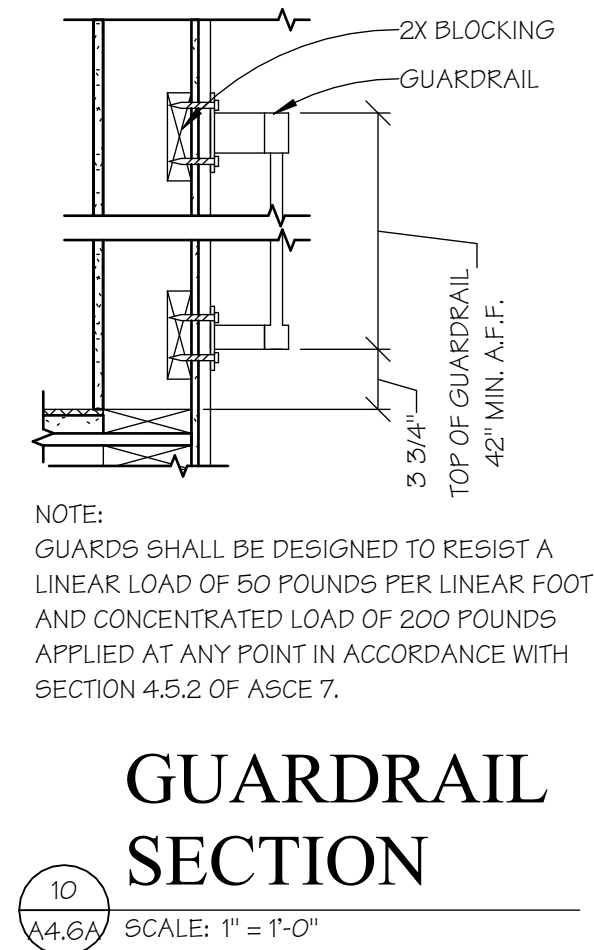 2X BLOCKING
GUARDRAIL
TOP OF GUARDRAIL
42" MIN. A.F.F.
3 3/4"
NOTE:
GUARDS SHALL BE DESIGNED TO RESIST A
LINEAR LOAD OF 50 POUNDS PER LINEAR FOOT
AND CONCENTRATED LOAD OF 200 POUNDS
APPLIED AT ANY POINT IN ACCORDANCE WITH
SECTION 4.5.2 OF ASCE 7.
GUARDRAIL
SECTION
10
A4.6A
SCALE: 1" = 1'-0"